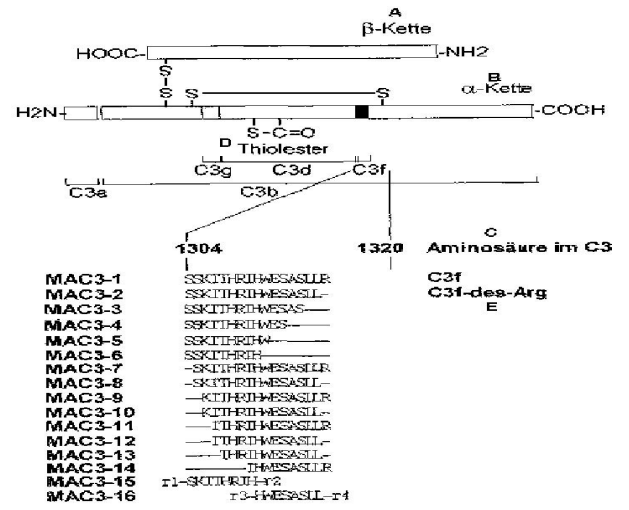 A
β-Kette
HOOC- -NH2
S
S
S S
B
α-Kette
H2N- -COOH
S-C=O
D Thiolester
C3g C3d C3f
C3a C3b
1304 1320
C
Aminosäure im C3
MAC3-1 SSKITHRIHWESASLLR C3f
MAC3-2 SSKITHRIHWESASLL- C3f-des-Arg
MAC3-3 SSKITHRIHWESAS--- E
MAC3-4 SSKITHRIHWES-----
MAC3-5 SSKITHRIHW-------
MAC3-6 SSKITHRIH--------
MAC3-7 -SKITHRIHWESASLLR
MAC3-8 -SKITHRIHWESASLL-
MAC3-9 --KITHRIHWESASLLR
MAC3-10 --KITHRIHWESASLL-
MAC3-11 ---ITHRIHWESASLLR
MAC3-12 ---ITHRIHWESASLL-
MAC3-13 ----THRIHWESASLL-
MAC3-14 -------IHWESASLLR
MAC3-15 r1-SKITHRIH-r2
MAC3-16 r3-HWESASLL-r4